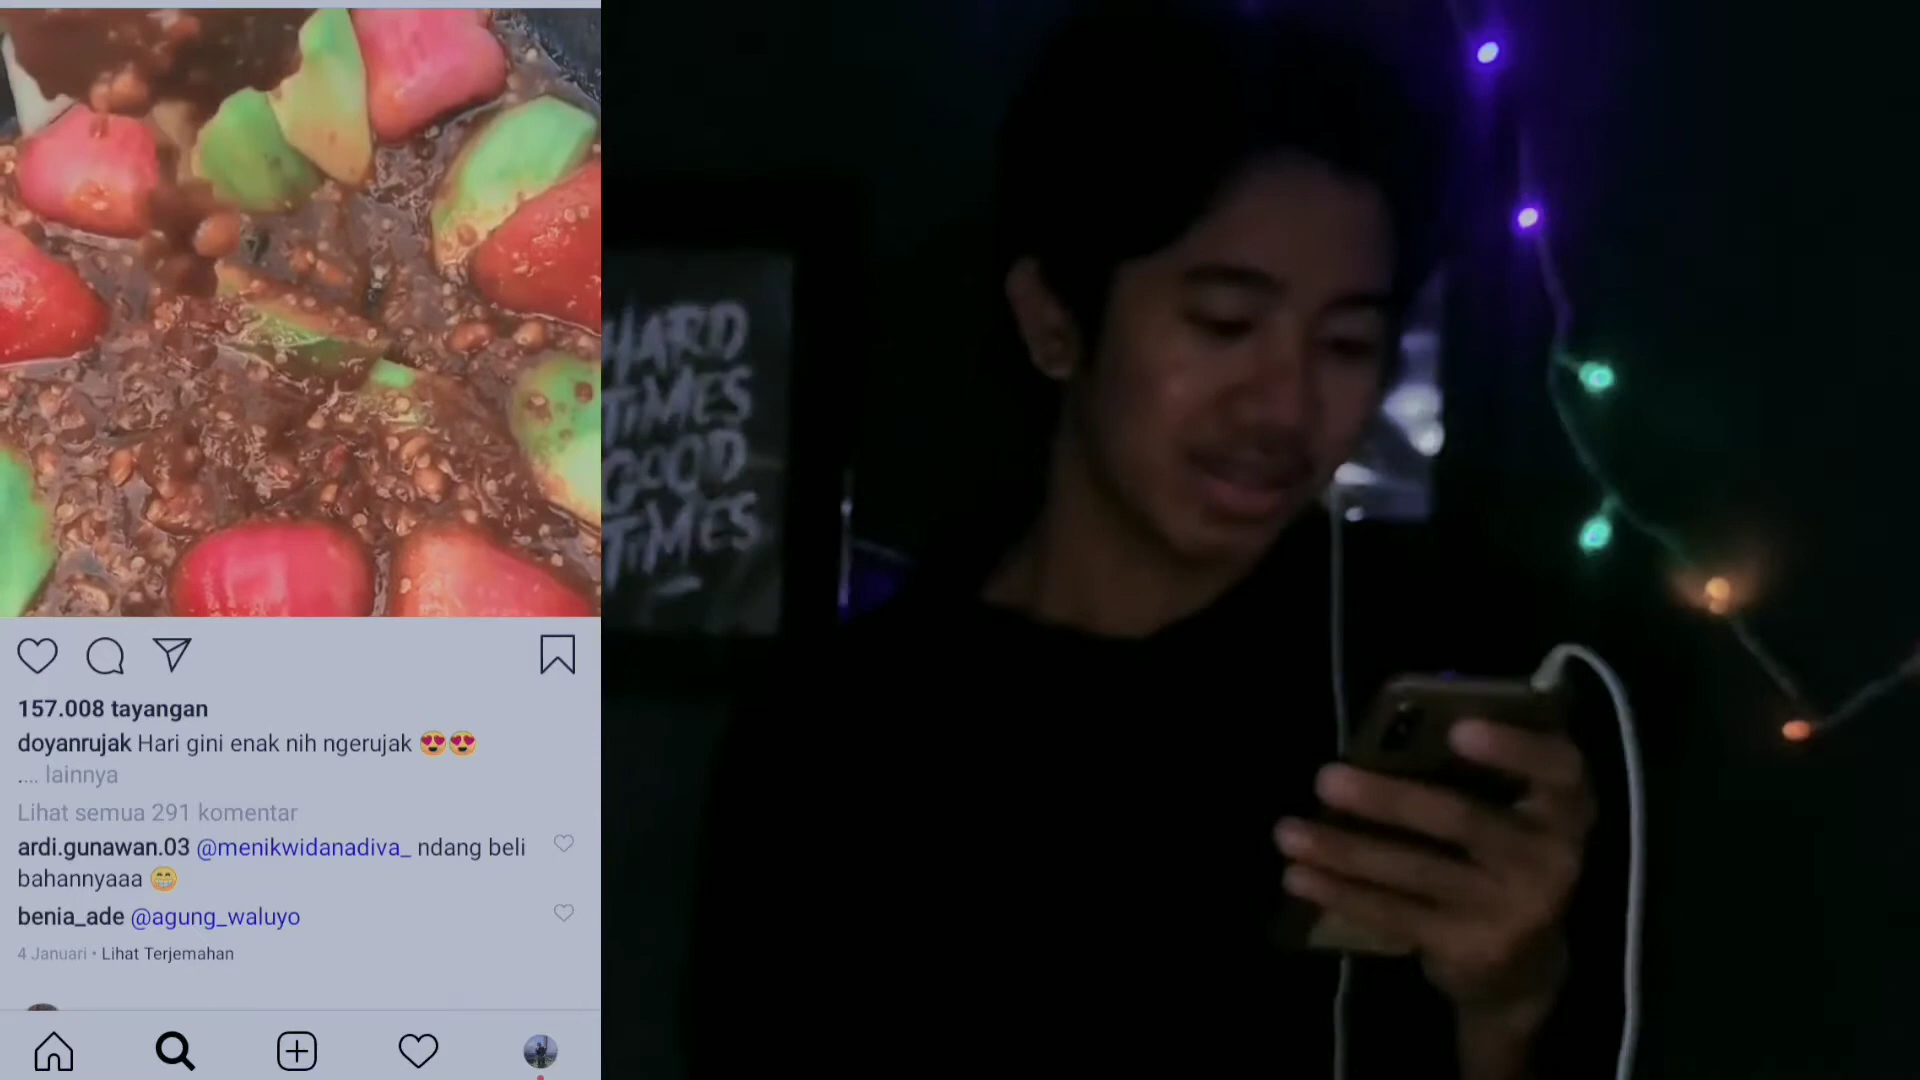 157.008 tayangan
doyanrujak Hari gini enak nih ngerujak 😍😍
.... lainnya
Lihat semua 291 komentar
ardi.gunawan.03 @menikwidanadiva_ ndang beli
bahannyaaa 😁
benia_ade @agung_waluyo
4 Januari • Lihat Terjemahan
HARD
TIMES
GOOD
TIMES